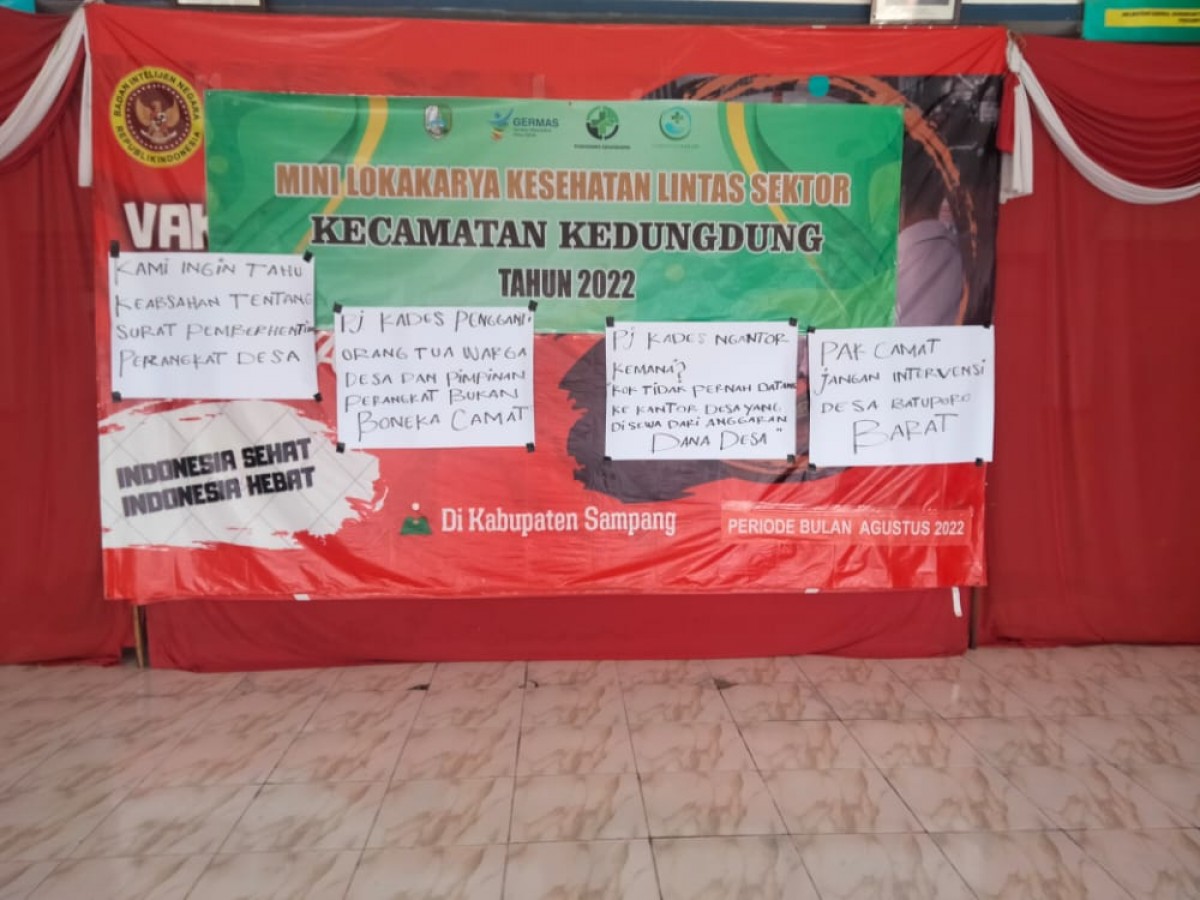 BADAN INTELIJEN NEGARA
REPUBLIK INDONESIA
GERMAS
MINI LOKAKARYA KESEHATAN LINTAS SEKTOR
KECAMATAN KEDUNGDUNG
TAHUN 2022
VAK
KAMI INGIN TAHU
KEABSAHAN TENTANG
SURAT PEMBERHENTIAN
PERANGKAT DESA
PJ KADES PENGGANTI
ORANG TUA WARGA
DESA DAN PIMPINAN
PERANGKAT BUKAN
BONEKA CAMAT
PJ KADES NGANTOR
KEMANA?
"KOK TIDAK PERNAH DATANG
KE KANTOR DESA YANG
DI SEWA DARI ANGGARAN
DANA DESA"
PAK CAMAT
JANGAN INTERVENSI
DESA BATUPORO
BARAT
INDONESIA SEHAT
INDONESIA HEBAT
Di Kabupaten Sampang
PERIODE BULAN AGUSTUS 2022